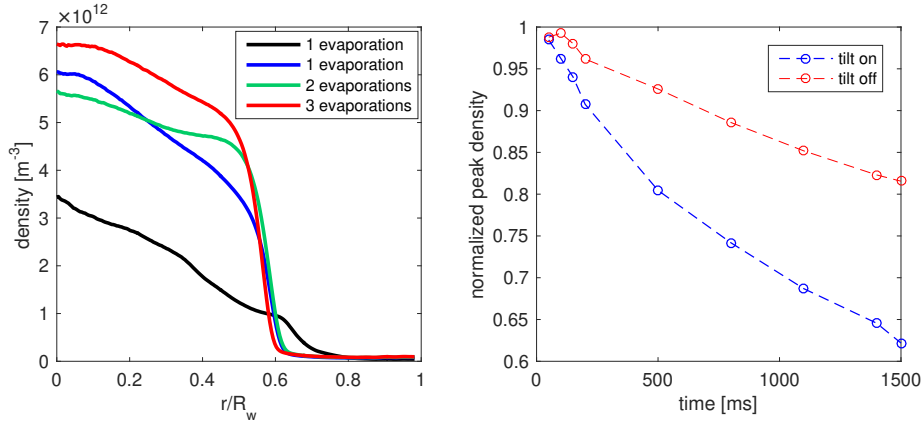 ×10¹²
7
6
5
4
3
2
1
0
density [m⁻³]
0
0.2
0.4
0.6
0.8
1
r/R_w
1 evaporation
1 evaporation
2 evaporations
3 evaporations
1
0.95
0.9
0.85
0.8
0.75
0.7
0.65
0.6
normalized peak density
0
500
1000
1500
time [ms]
tilt on
tilt off